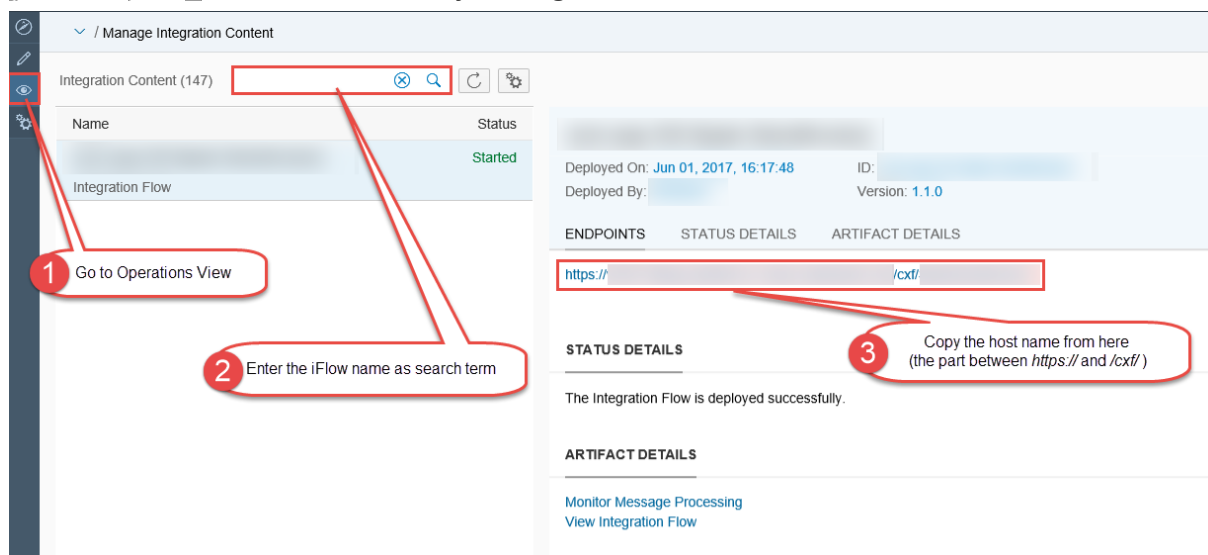 / Manage Integration Content
Integration Content (147)
Name Status
Started
Integration Flow
Deployed On: Jun 01, 2017, 16:17:48 ID:
Deployed By: Version: 1.1.0
ENDPOINTS STATUS DETAILS ARTIFACT DETAILS
https:// /cxf/
1 Go to Operations View
2 Enter the iFlow name as search term
3 Copy the host name from here
(the part between https:// and /cxf/ )
STATUS DETAILS
The Integration Flow is deployed successfully.
ARTIFACT DETAILS
Monitor Message Processing
View Integration Flow